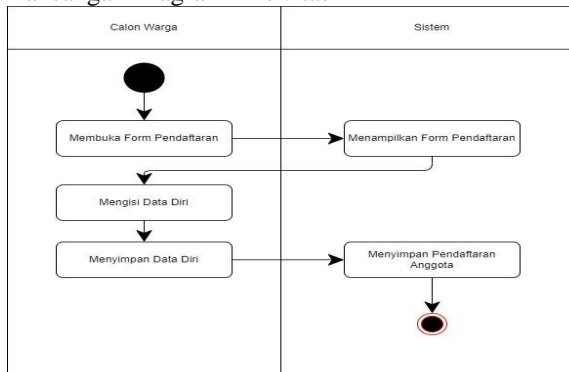 Calon Warga
Sistem
Membuka Form Pendaftaran
Menampilkan Form Pendaftaran
Mengisi Data Diri
Menyimpan Data Diri
Menyimpan Pendaftaran
Anggota